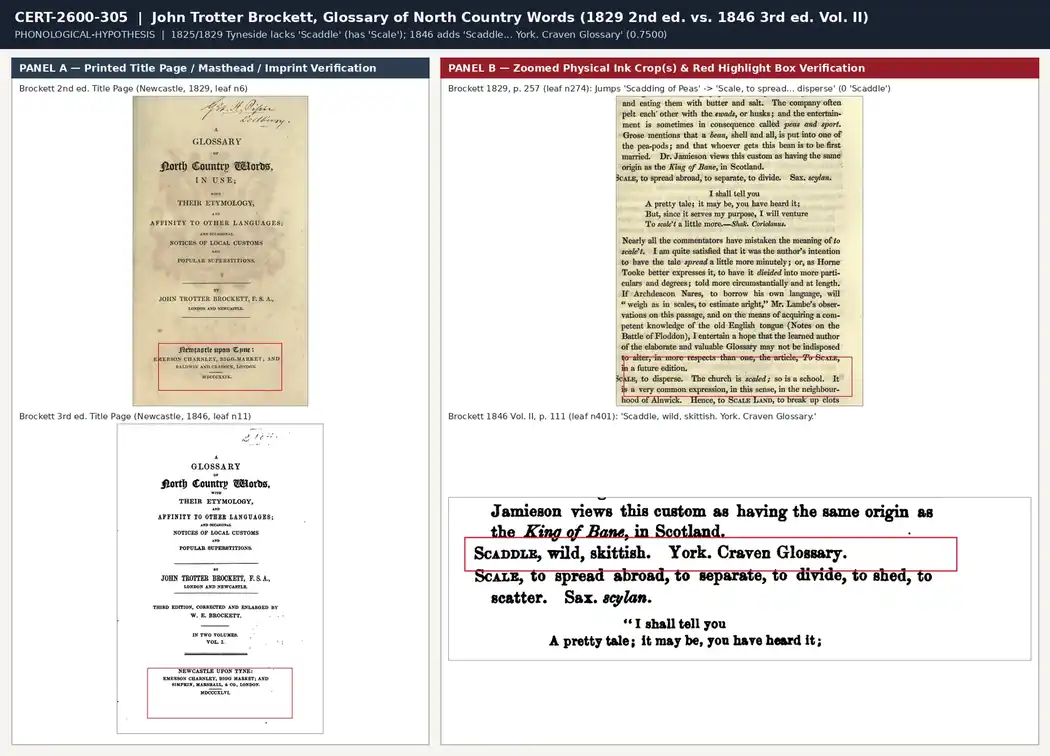 CERT-2600-305 | John Trotter Brockett, Glossary of North Country Words (1829 2nd ed. vs. 1846 3rd ed. Vol. II)
PHONOLOGICAL-HYPOTHESIS | 1825/1829 Tyneside lacks 'Scaddle' (has 'Scale'); 1846 adds 'Scaddle... York. Craven Glossary' (0.7500)
PANEL A — Printed Title Page / Masthead / Imprint Verification
Brockett 2nd ed. Title Page (Newcastle, 1829, leaf n6)
A
GLOSSARY
OF
North Country Words,
IN USE;
WITH
THEIR ETYMOLOGY,
AND
AFFINITY TO OTHER LANGUAGES;
AND OCCASIONAL
NOTICES OF LOCAL CUSTOMS
AND
POPULAR SUPERSTITIONS.
BY
JOHN TROTTER BROCKETT, F. S. A.,
LONDON AND NEWCASTLE.
Newcastle upon Tyne:
EMERSON CHARNLEY, BIGG-MARKET; AND
BALDWIN AND CRADOCK, LONDON.
MDCCCXXIX.
Brockett 3rd ed. Title Page (Newcastle, 1846, leaf n11)
A
GLOSSARY
OF
North Country Words,
WITH
THEIR ETYMOLOGY,
AND
AFFINITY TO OTHER LANGUAGES;
AND OCCASIONAL
NOTICES OF LOCAL CUSTOMS
AND
POPULAR SUPERSTITIONS.
BY
JOHN TROTTER BROCKETT, F. S. A.,
LONDON AND NEWCASTLE.
THIRD EDITION, CORRECTED AND ENLARGED BY
W. E. BROCKETT.
IN TWO VOLUMES.
VOL. I.
NEWCASTLE UPON TYNE:
EMERSON CHARNLEY, BIGG MARKET; AND
SIMPKIN, MARSHALL, & CO., LONDON.
MDCCCXLVI.
PANEL B — Zoomed Physical Ink Crop(s) & Red Highlight Box Verification
Brockett 1829, p. 257 (leaf n274): Jumps 'Scadding of Peas' -> 'Scale, to spread... disperse' (0 'Scaddle')
and eating them with butter and salt. The company often
pelt each other with the swads, or husks; and the entertain-
ment is sometimes in consequence called peas and sport.
Grose mentions that a bean, shell and all, is put into one of
the pea-pods; and that whoever gets this bean is to be first
married. Dr. Jamieson views this custom as having the same
origin as the King of Bane, in Scotland.
SCALE, to spread abroad, to separate, to divide. Sax. scylan.
I shall tell you
A pretty tale; it may be, you have heard it;
But, since it serves my purpose, I will venture
To scale't a little more.—Shak. Coriolanus.
Nearly all the commentators have mistaken the meaning of to
scale't. I am quite satisfied that it was the author's intention
to have the tale spread a little more minutely; or, as Horne
Tooke better expresses it, to have it divided into more parti-
culars and degrees; told more circumstantially and at length.
If Archdeacon Nares, to borrow his own language, will
"weigh as in scales, to estimate aright," Mr. Lambe's obser-
vations on this passage, and on the means of acquiring a com-
petent knowledge of the old English tongue (Notes on the
Battle of Floddon), I entertain a hope that the learned author
of the elaborate and valuable Glossary may not be indisposed
to alter, in more respects than one, the article, To SCALE,
in a future edition.
SCALE, to disperse. The church is scaled; so is a school. It
is a very common expression, in this sense, in the neighbour-
hood of Alnwick. Hence, to SCALE LAND, to break up clots
Brockett 1846 Vol. II, p. 111 (leaf n401): 'Scaddle, wild, skittish. York. Craven Glossary.'
Jamieson views this custom as having the same origin as
the King of Bane, in Scotland.
SCADDLE, wild, skittish. York. Craven Glossary.
SCALE, to spread abroad, to separate, to divide, to shed, to
scatter. Sax. scylan.
"I shall tell you
A pretty tale; it may be, you have heard it;